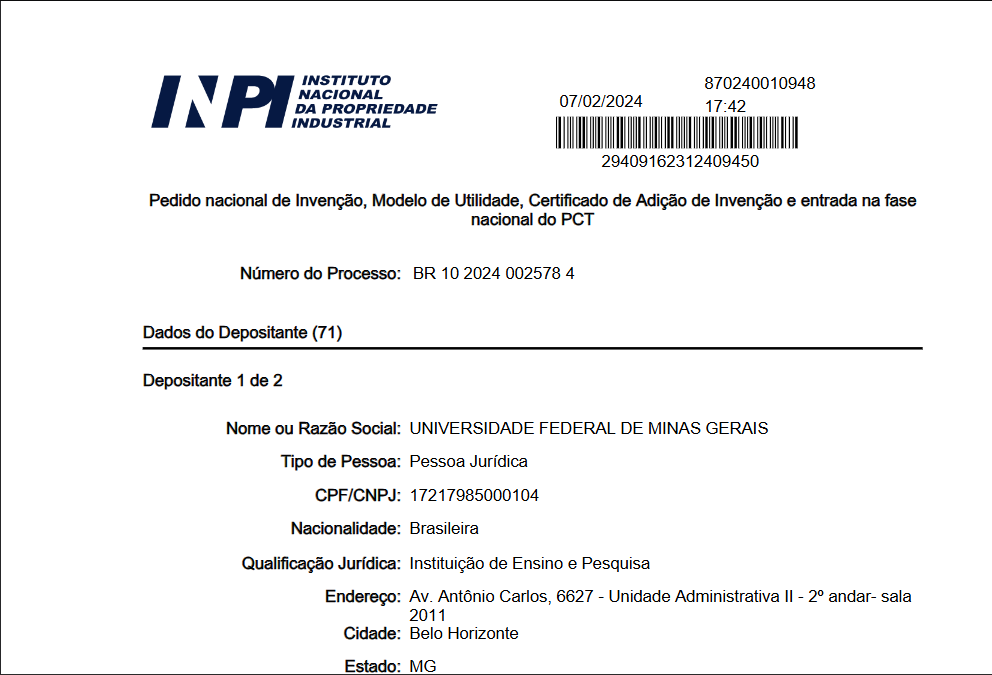 INPI
INSTITUTO
NACIONAL
DA PROPRIEDADE
INDUSTRIAL
870240010948
07/02/2024
17:42
29409162312409450
Pedido nacional de Invenção, Modelo de Utilidade, Certificado de Adição de Invenção e entrada na fase
nacional do PCT
Número do Processo: BR 10 2024 002578 4
Dados do Depositante (71)
Depositante 1 de 2
Nome ou Razão Social: UNIVERSIDADE FEDERAL DE MINAS GERAIS
Tipo de Pessoa: Pessoa Jurídica
CPF/CNPJ: 17217985000104
Nacionalidade: Brasileira
Qualificação Jurídica: Instituição de Ensino e Pesquisa
Endereço: Av. Antônio Carlos, 6627 - Unidade Administrativa II - 2º andar- sala
2011
Cidade: Belo Horizonte
Estado: MG